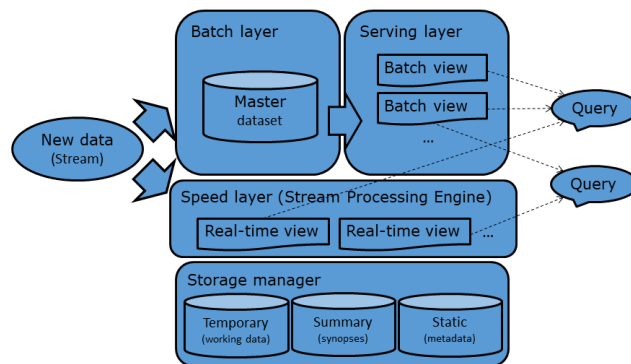 Batch layer
Serving layer
Batch view
Master
dataset
Batch view
...
Query
New data
(Stream)
Query
Speed layer (Stream Processing Engine)
Real-time view
Real-time view
...
Storage manager
Temporary
(working data)
Summary
(synopses)
Static
(metadata)